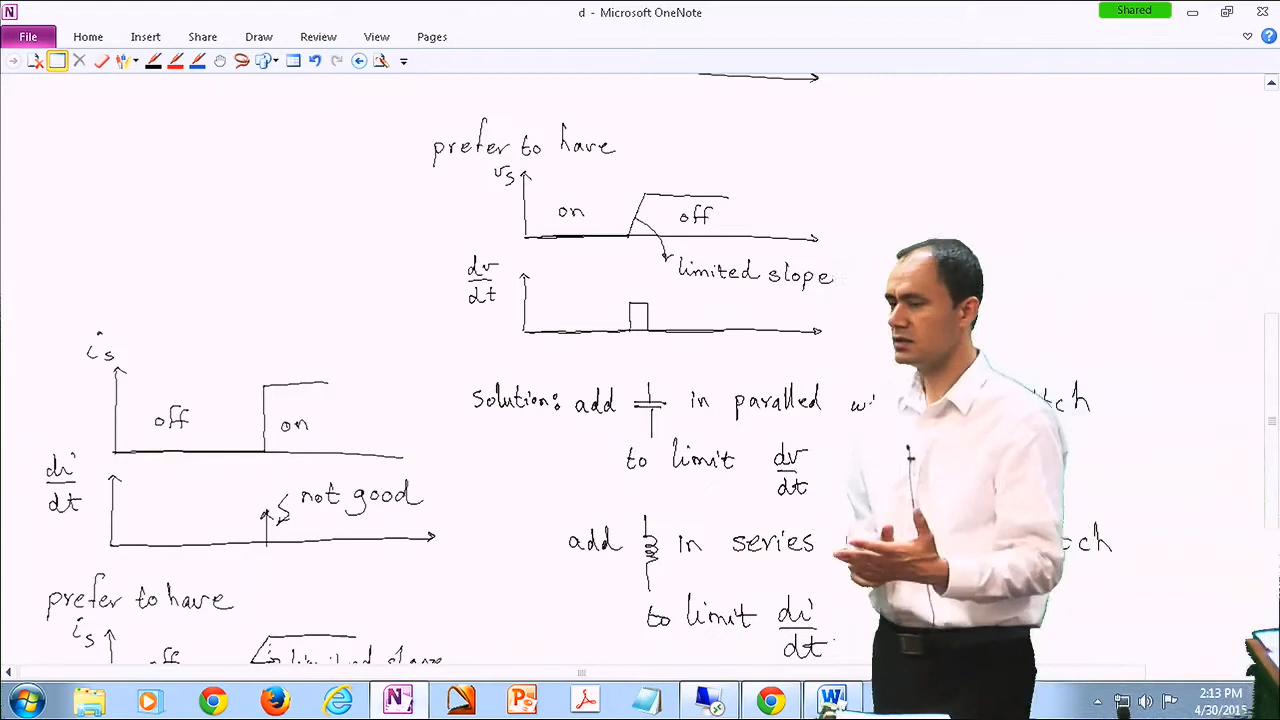 d - Microsoft OneNote
Shared
File Home Insert Share Draw Review View Pages
prefer to have
vs
on off
dv
dt
limited slope
is
off on
di
dt
not good
prefer to have
is
off
solution: add in paralled
to limit dv
dt
add in series
to limit di
dt
2:13 PM
4/30/2015